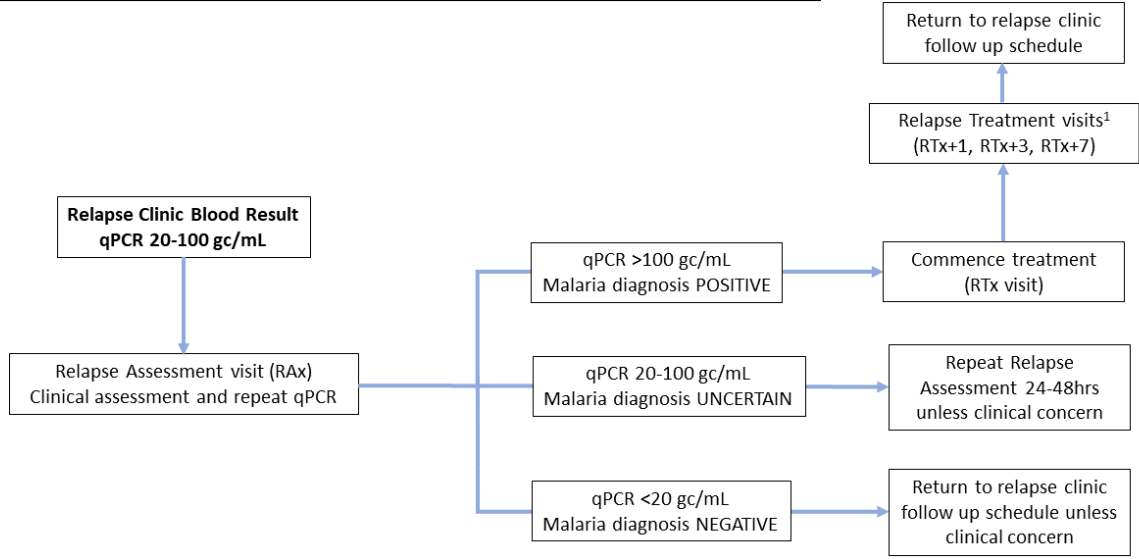 Return to relapse clinic
follow up schedule
Relapse Treatment visits¹
(RTx+1, RTx+3, RTx+7)
Relapse Clinic Blood Result
qPCR 20-100 gc/mL
qPCR >100 gc/mL
Malaria diagnosis POSITIVE
Commence treatment
(RTx visit)
Relapse Assessment visit (RAx)
Clinical assessment and repeat qPCR
qPCR 20-100 gc/mL
Malaria diagnosis UNCERTAIN
Repeat Relapse
Assessment 24-48hrs
unless clinical concern
qPCR <20 gc/mL
Malaria diagnosis NEGATIVE
Return to relapse clinic
follow up schedule unless
clinical concern